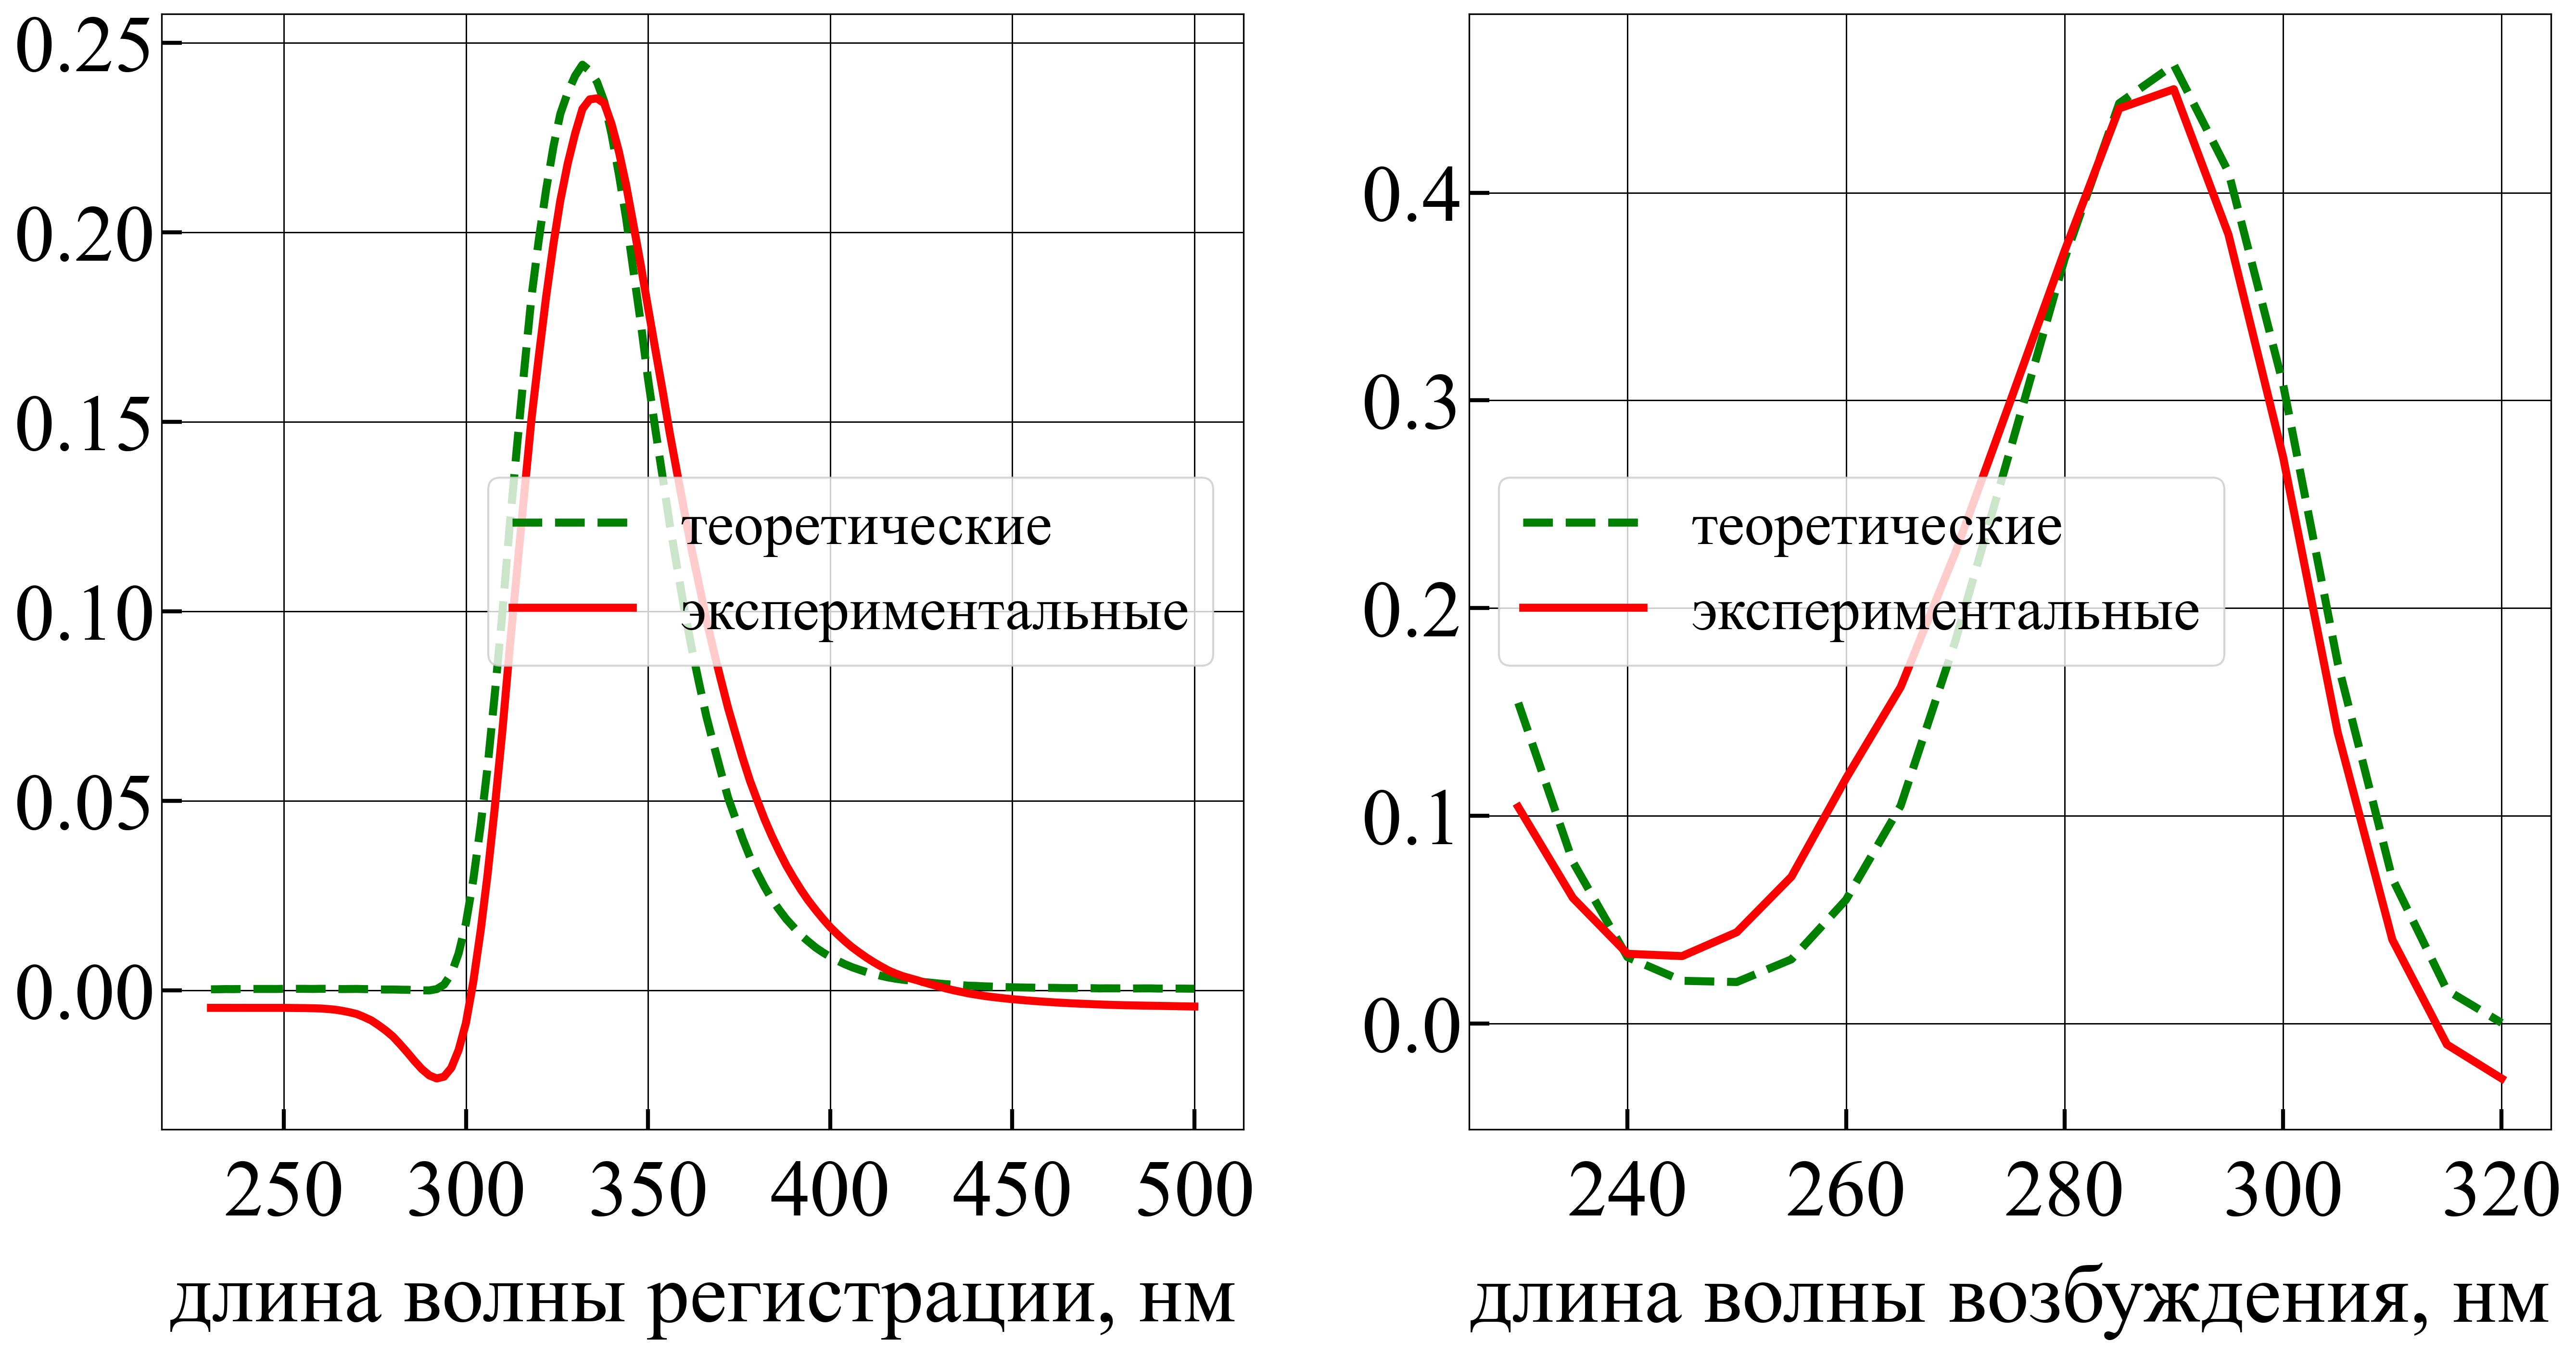 0.25
0.20
0.15
0.10
0.05
0.00
250 300 350 400 450 500
теоретические
экспериментальные
длина волны регистрации, нм
0.4
0.3
0.2
0.1
0.0
240 260 280 300 320
теоретические
экспериментальные
длина волны возбуждения, нм